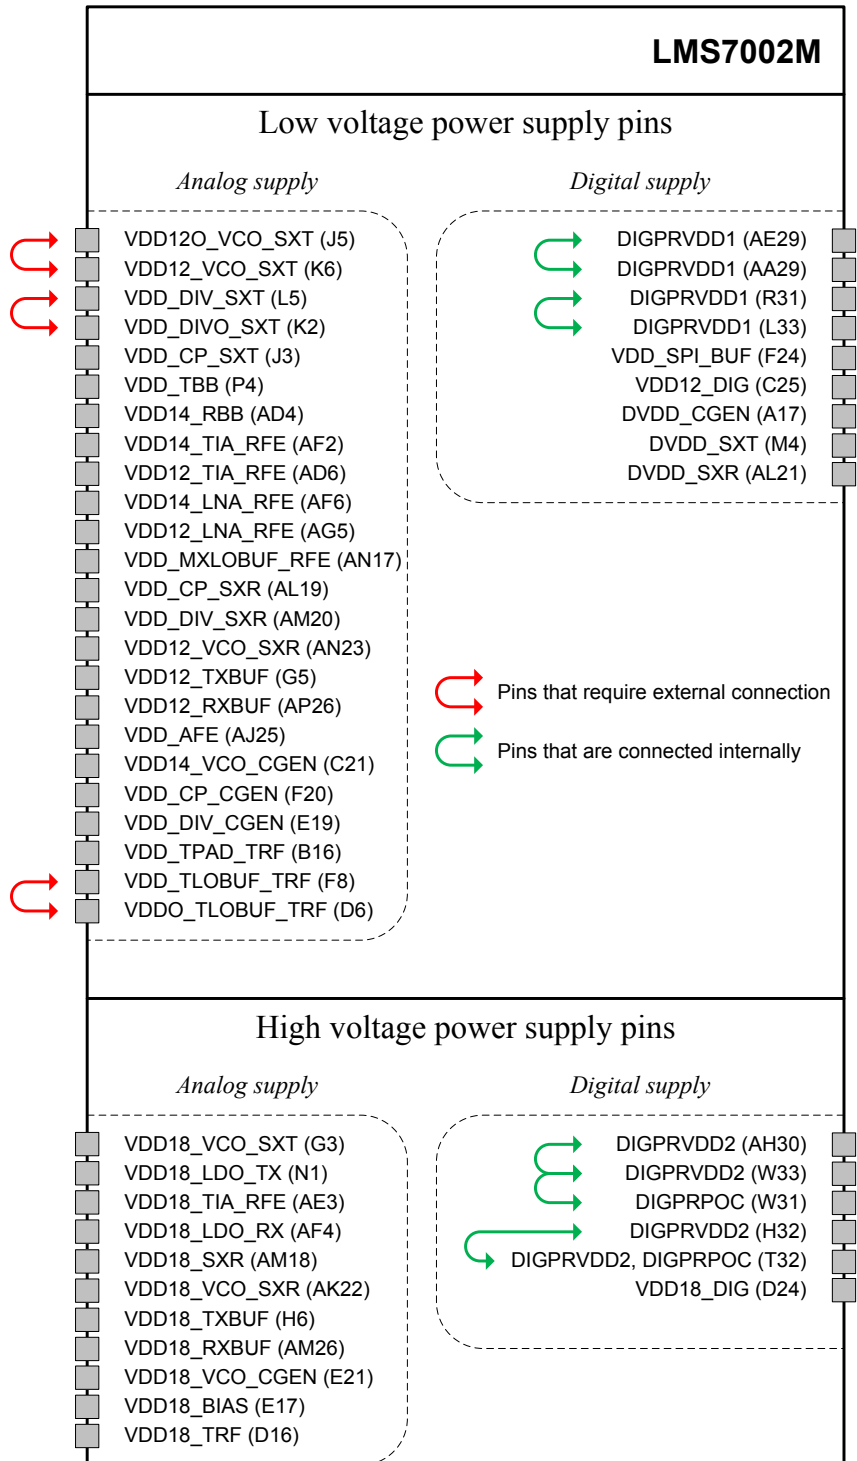 LMS7002M
Low voltage power supply pins
Analog supply
VDD12O_VCO_SXT (J5)
VDD12_VCO_SXT (K6)
VDD_DIV_SXT (L5)
VDD_DIVO_SXT (K2)
VDD_CP_SXT (J3)
VDD_TBB (P4)
VDD14_RBB (AD4)
VDD14_TIA_RFE (AF2)
VDD12_TIA_RFE (AD6)
VDD14_LNA_RFE (AF6)
VDD12_LNA_RFE (AG5)
VDD_MXLOBUF_RFE (AN17)
VDD_CP_SXR (AL19)
VDD_DIV_SXR (AM20)
VDD12_VCO_SXR (AN23)
VDD12_TXBUF (G5)
VDD12_RXBUF (AP26)
VDD_AFE (AJ25)
VDD14_VCO_CGEN (C21)
VDD_CP_CGEN (F20)
VDD_DIV_CGEN (E19)
VDD_TPAD_TRF (B16)
VDD_TLOBUF_TRF (F8)
VDDO_TLOBUF_TRF (D6)
Digital supply
DIGPRVDD1 (AE29)
DIGPRVDD1 (AA29)
DIGPRVDD1 (R31)
DIGPRVDD1 (L33)
VDD_SPI_BUF (F24)
VDD12_DIG (C25)
DVDD_CGEN (A17)
DVDD_SXT (M4)
DVDD_SXR (AL21)
Pins that require external connection
Pins that are connected internally
High voltage power supply pins
Analog supply
VDD18_VCO_SXT (G3)
VDD18_LDO_TX (N1)
VDD18_TIA_RFE (AE3)
VDD18_LDO_RX (AF4)
VDD18_SXR (AM18)
VDD18_VCO_SXR (AK22)
VDD18_TXBUF (H6)
VDD18_RXBUF (AM26)
VDD18_VCO_CGEN (E21)
VDD18_BIAS (E17)
VDD18_TRF (D16)
Digital supply
DIGPRVDD2 (AH30)
DIGPRVDD2 (W33)
DIGPRPOC (W31)
DIGPRVDD2 (H32)
DIGPRVDD2, DIGPRPOC (T32)
VDD18_DIG (D24)